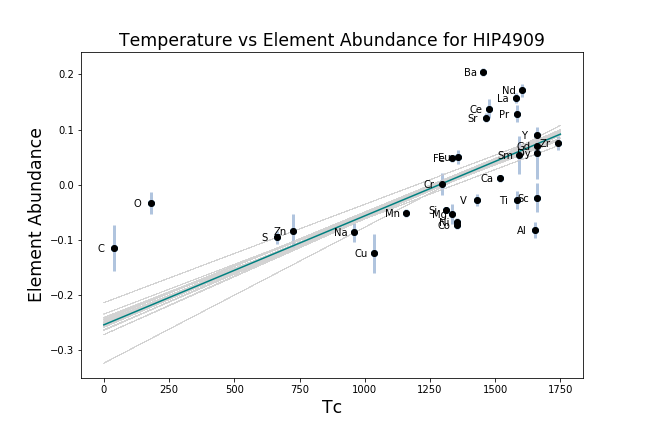 Temperature vs Element Abundance for HIP4909
Element Abundance
0.2
0.1
0.0
−0.1
−0.2
−0.3
Ba
Nd
La
Ce
Pr
Sr
Y
Zr
Gd
Dy
Sm
Fe
Eu
Cr
Ca
O
V
Ti
Sc
Si
Mg
Mn
Ni
Co
Al
Zn
S
Na
C
Cu
0
250
500
750
1000
1250
1500
1750
Tc